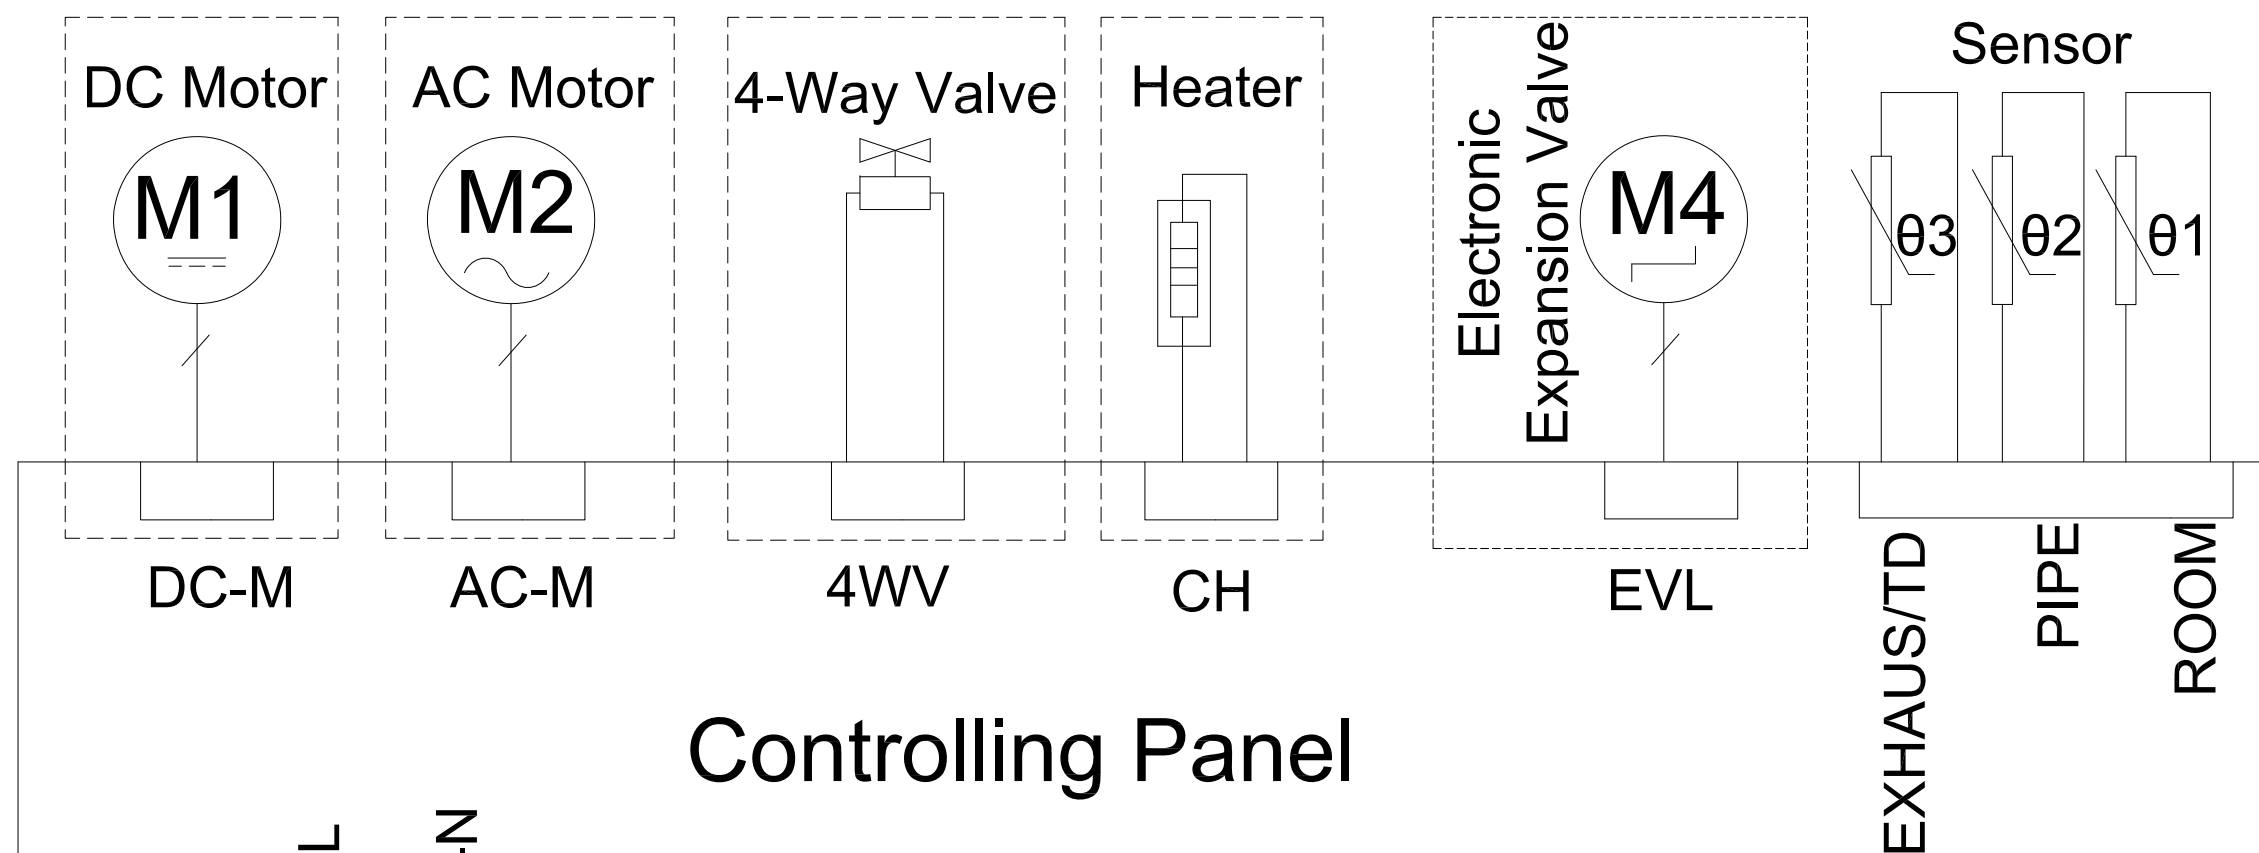 DC Motor
AC Motor
4-Way Valve
Heater
Electronic
Expansion Valve
Sensor
M1
M2
M4
θ3
θ2
θ1
DC-M
AC-M
4WV
CH
EVL
EXHAUS/TD
PIPE
ROOM
Controlling Panel
L
-N